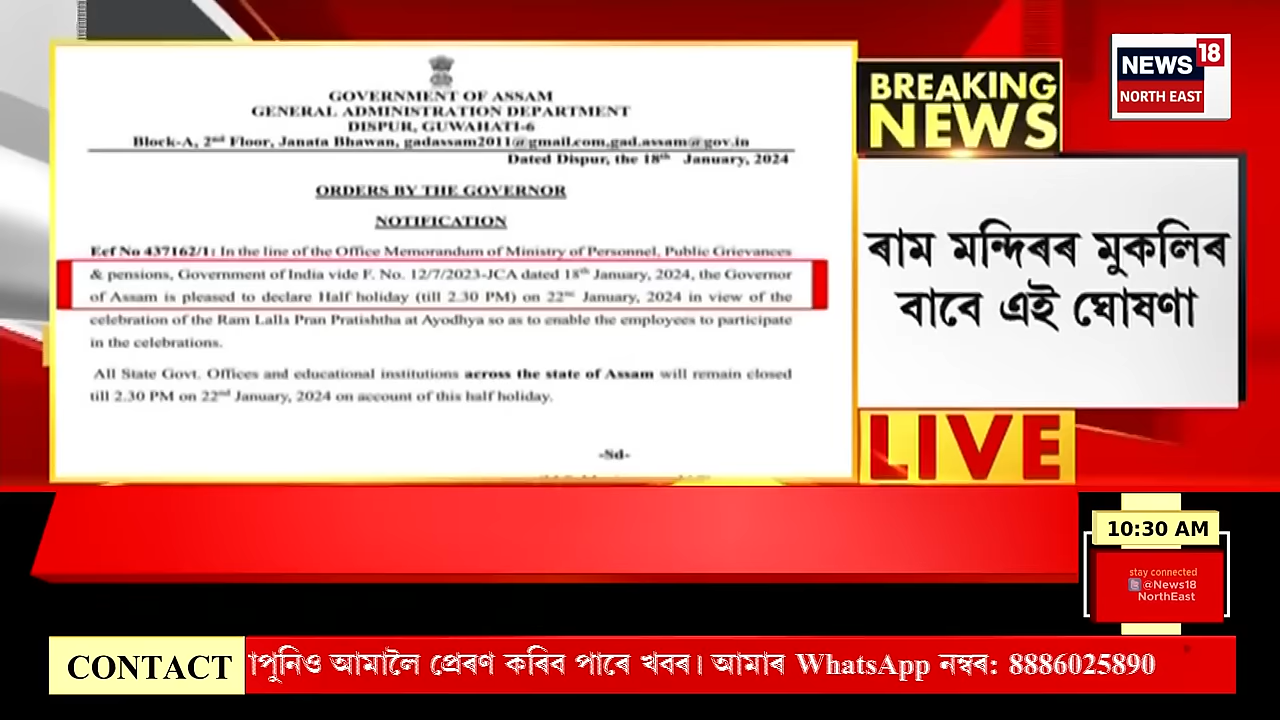 GOVERNMENT OF ASSAM
GENERAL ADMINISTRATION DEPARTMENT
DISPUR, GUWAHATI-6
Block-A, 2nd Floor, Janata Bhawan, gadassam2011@gmail.com,gad.assam@gov.in
Dated Dispur, the 18th January, 2024
ORDERS BY THE GOVERNOR
NOTIFICATION
Ecf No 437162/1: In the line of the Office Memorandum of Ministry of Personnel, Public Grievances
& pensions, Government of India vide F. No. 12/7/2023-JCA dated 18th January, 2024, the Governor
of Assam is pleased to declare Half holiday (till 2.30 PM) on 22nd January, 2024 in view of the
celebration of the Ram Lalls Pran Pratishtha at Ayodhya so as to enable the employees to participate
in the celebrations.
All State Govt. Offices and educational institutions across the state of Assam will remain closed
till 2.30 PM on 22nd January, 2024 on account of this half holiday.
-Sd-
BREAKING
NEWS
NEWS 18
NORTH EAST
ৰাম মন্দিৰৰ মুকলিৰ
বাবে এই ঘোষণা
LIVE
10:30 AM
stay connected
@News18
NorthEast
CONTACT
াপুনিও আমালৈ প্ৰেৰণ কৰিব পাৰে খবৰ। আমাৰ WhatsApp নম্বৰ: 8886025890